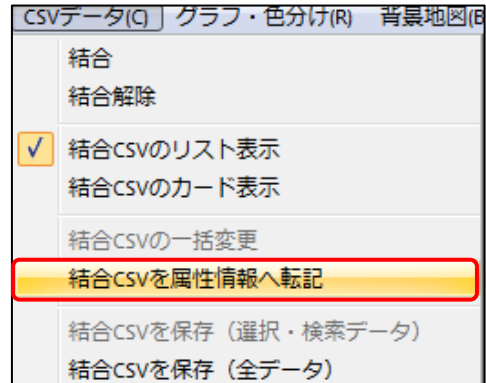 CSVデータ(C) グラフ・色分け(R) 背景地図(B
結合
結合解除
結合CSVのリスト表示
結合CSVのカード表示
結合CSVの一括変更
結合CSVを属性情報へ転記
結合CSVを保存（選択・検索データ）
結合CSVを保存（全データ）